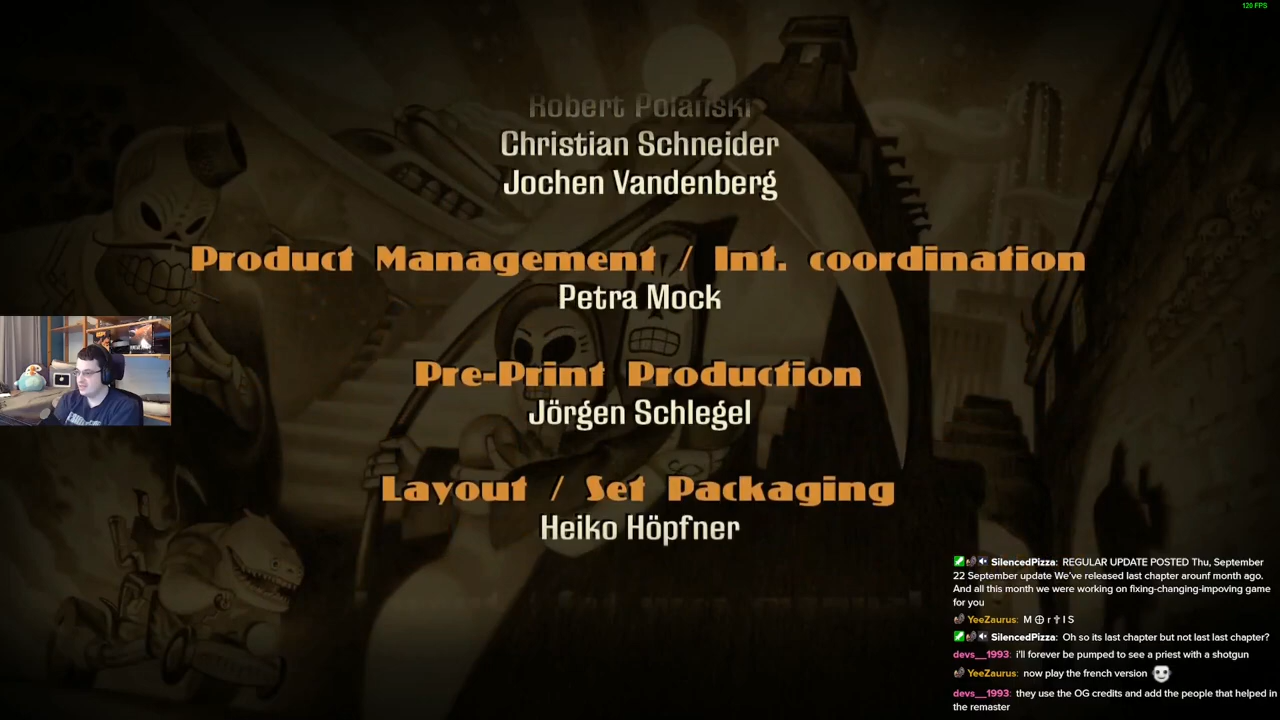 120 FPS
Robert Polanski
Christian Schneider
Jochen Vandenberg
Product Management / Int. coordination
Petra Mock
Pre-Print Production
Jörgen Schlegel
Layout / Set Packaging
Heiko Höpfner
SilencedPizza: REGULAR UPDATE POSTED Thu, September
22 September update We've released last chapter arounf month ago.
And all this month we were working on fixing-changing-impoving game
for you
YeeZaurus: M ⊕ r † I S
SilencedPizza: Oh so its last chapter but not last last chapter?
devs__1993: i'll forever be pumped to see a priest with a shotgun
YeeZaurus: now play the french version
devs__1993: they use the OG credits and add the people that helped in
the remaster